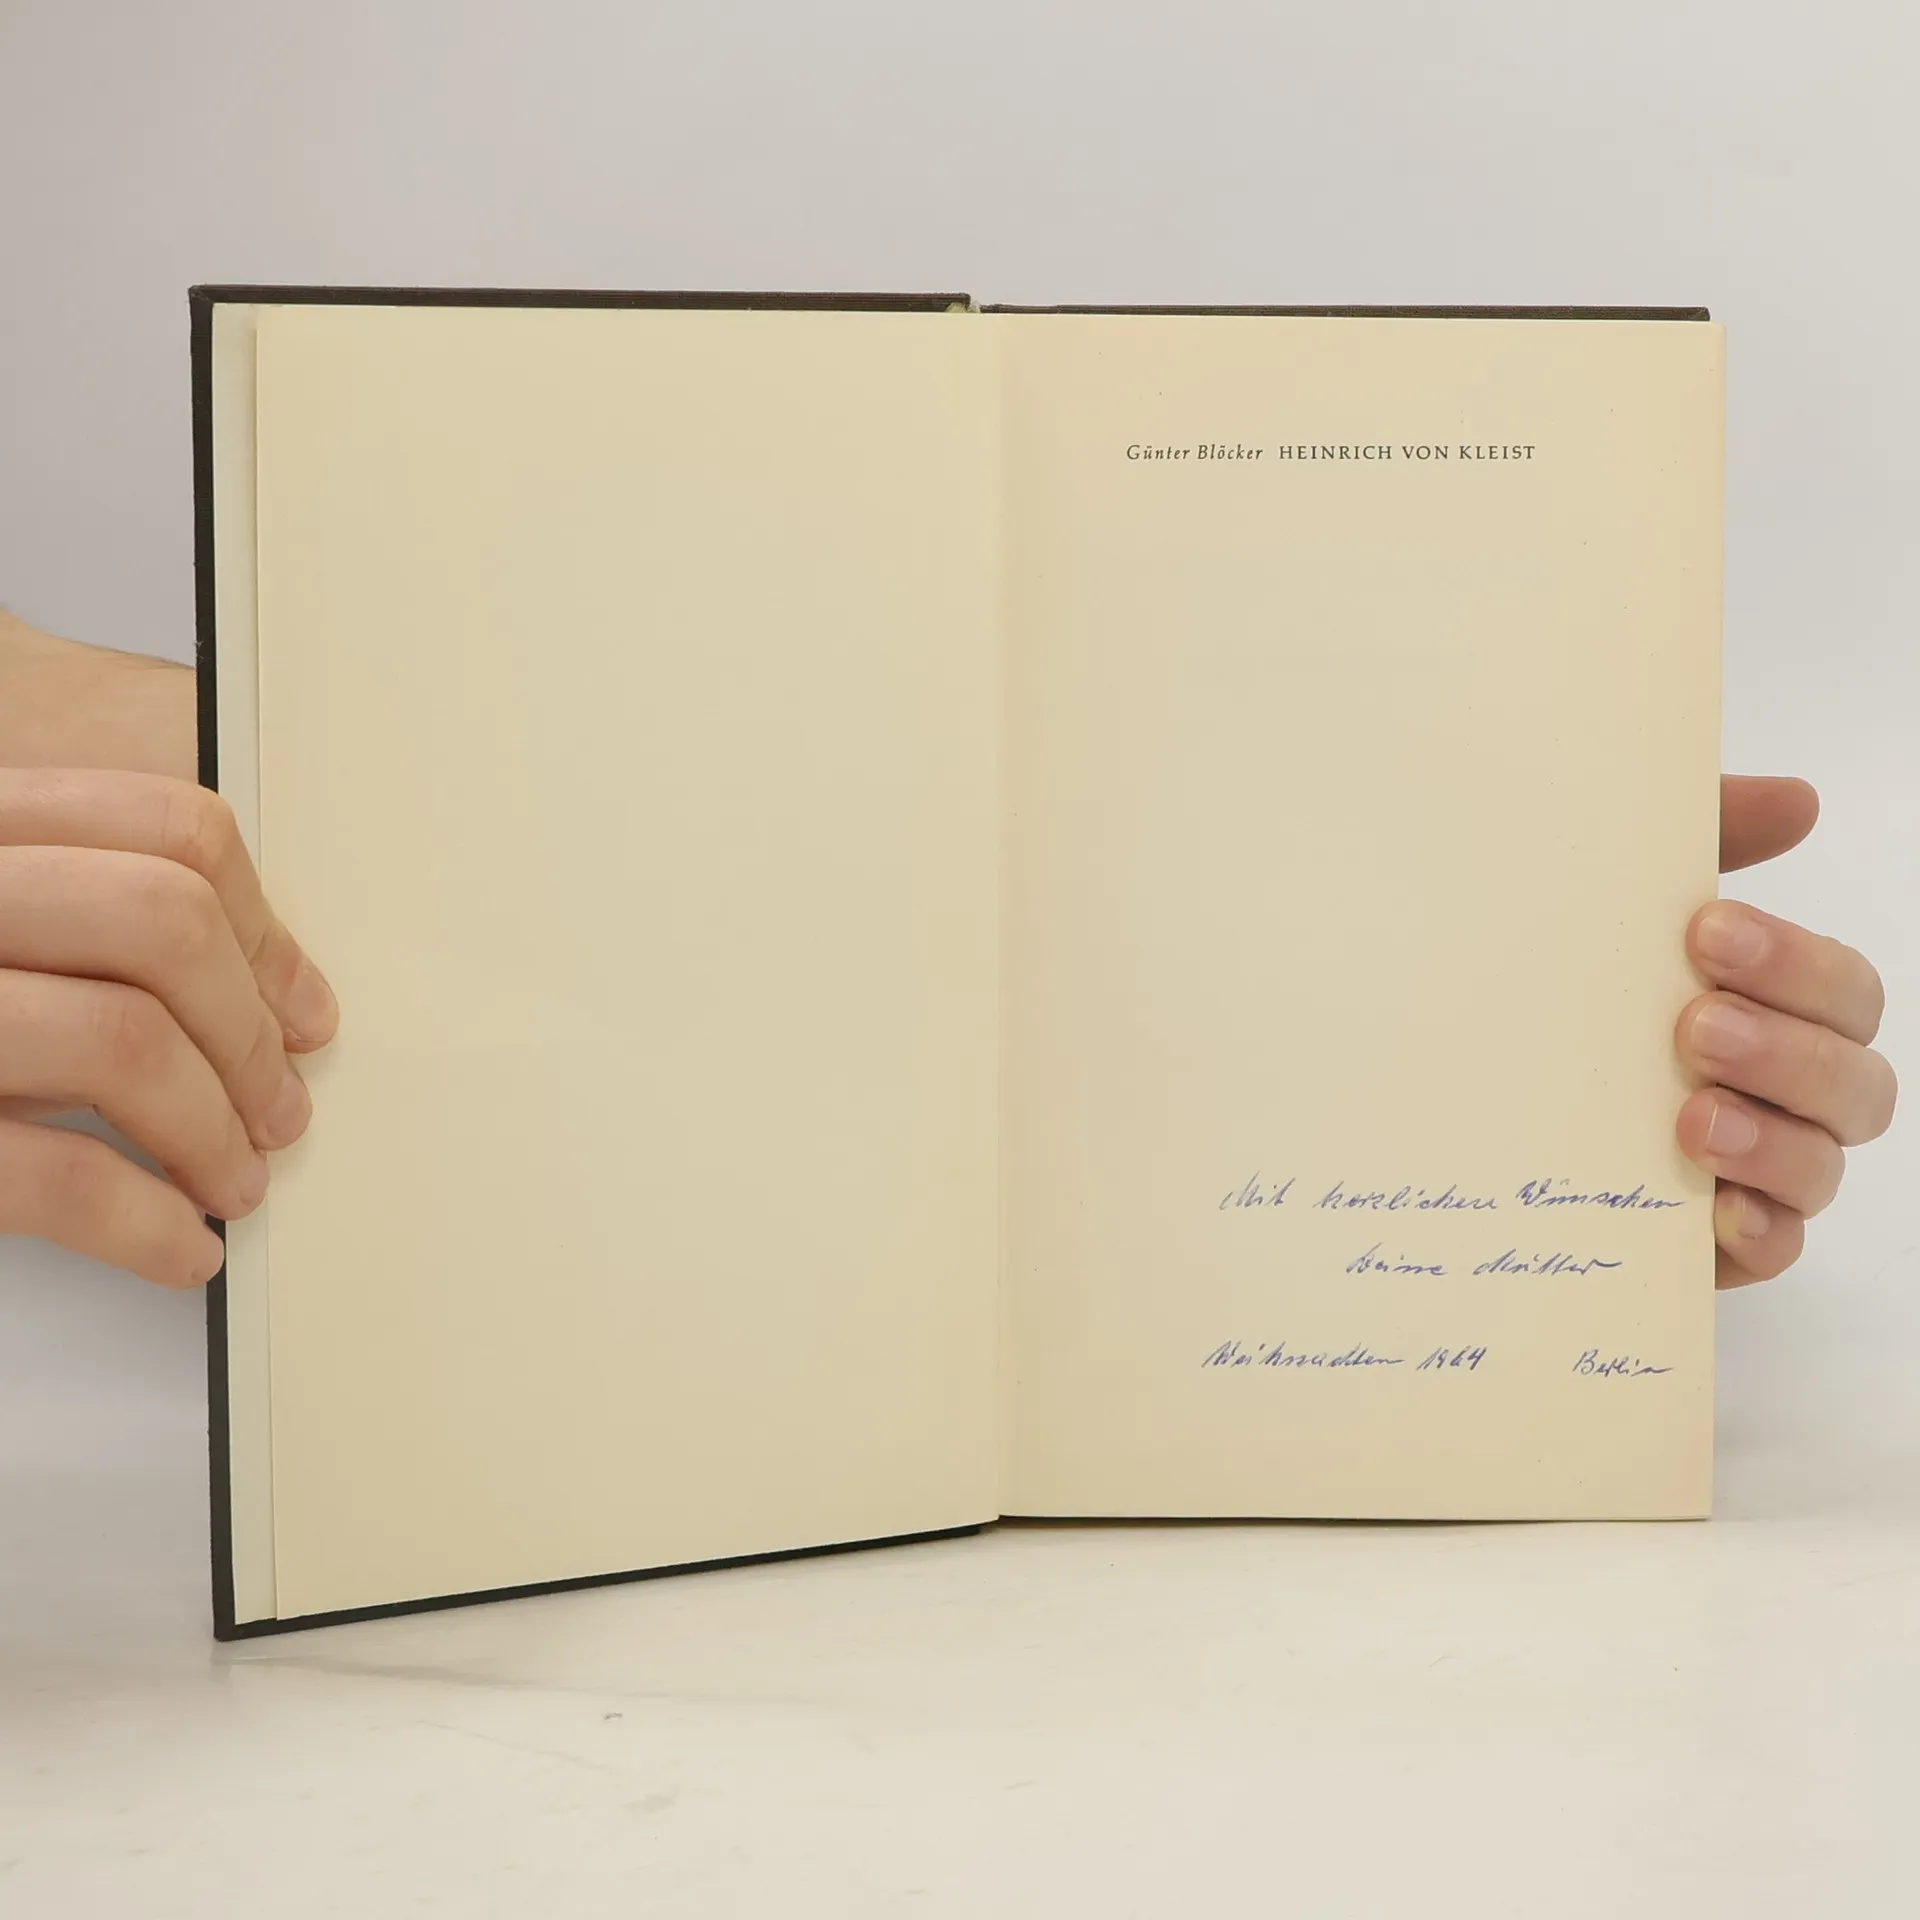 Günter Blöcker HEINRICH VON KLEIST
Mit herzlichen Wünschen
Deine Mutter
Weihnachten 1964 Berlin